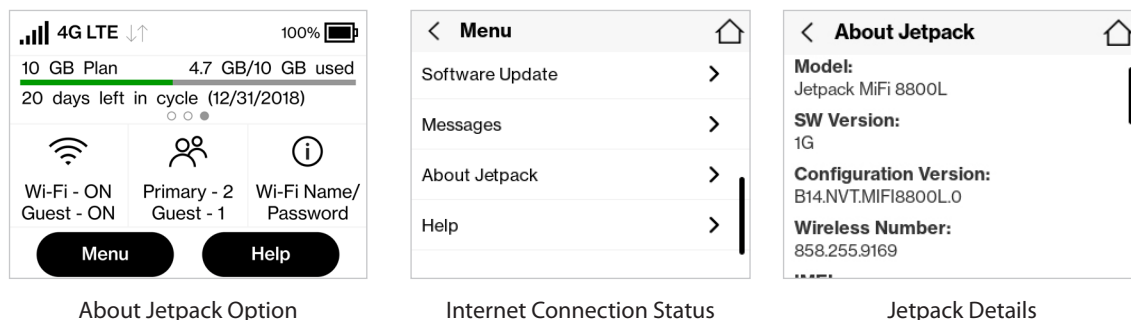 4G LTE
100%
10 GB Plan 4.7 GB/10 GB used
20 days left in cycle (12/31/2018)
Wi-Fi - ON
Guest - ON
Primary - 2
Guest - 1
Wi-Fi Name/
Password
Menu
Help
About Jetpack Option
Menu
Software Update
Messages
About Jetpack
Help
Internet Connection Status
About Jetpack
Model:
Jetpack MiFi 8800L
SW Version:
1G
Configuration Version:
B14.NVT.MIFI8800L.0
Wireless Number:
858.255.9169
Jetpack Details